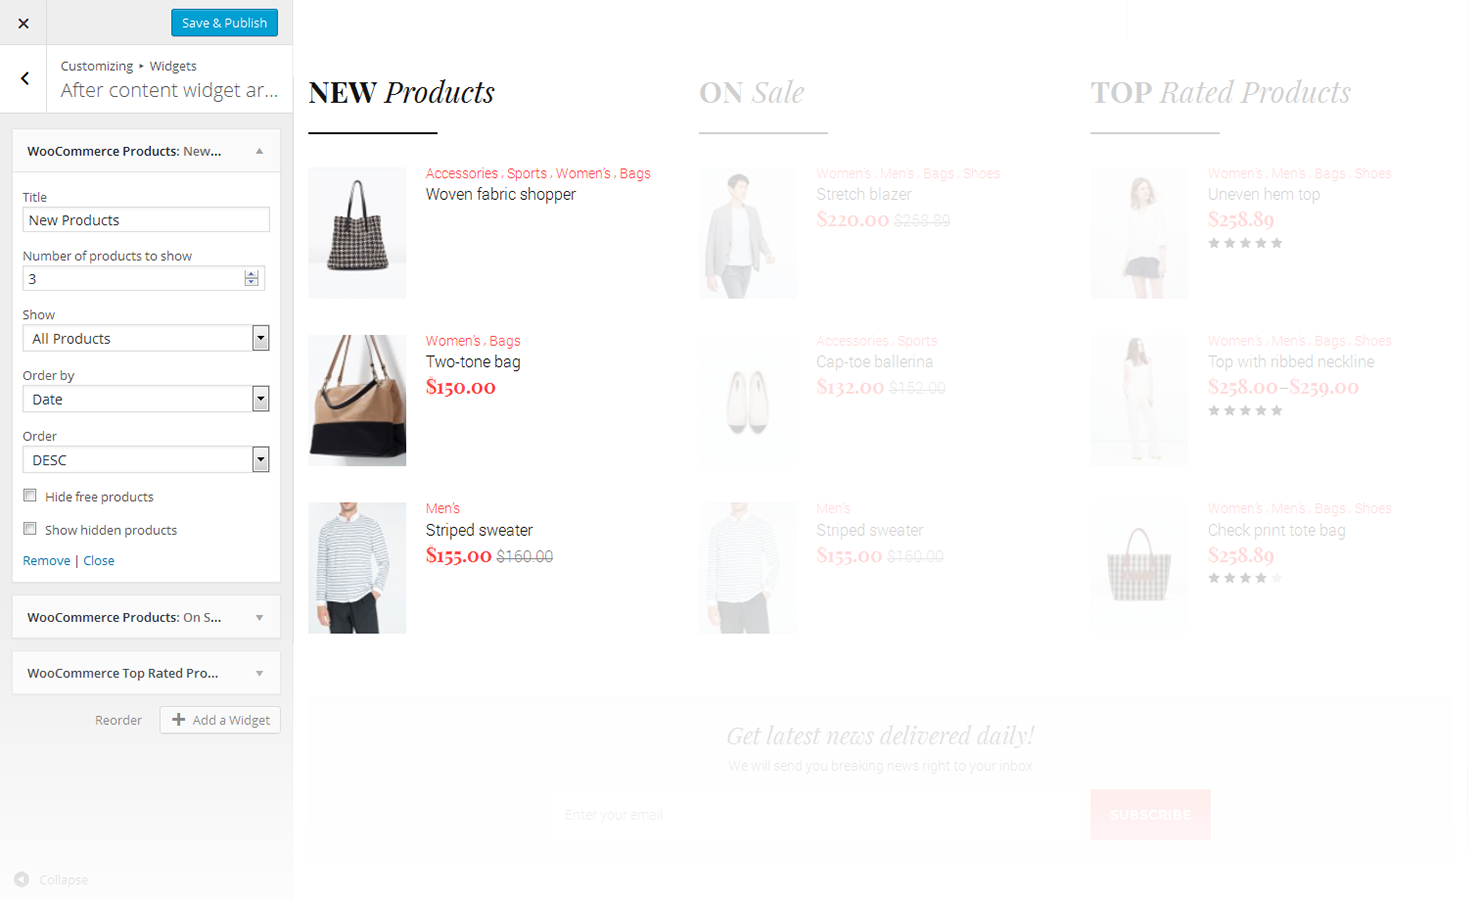 Save & Publish
Customizing ▸ Widgets
After content widget ar...
WooCommerce Products: New...
Title
New Products
Number of products to show
3
Show
All Products
Order by
Date
Order
DESC
Hide free products
Show hidden products
Remove | Close
WooCommerce Products: On S...
WooCommerce Top Rated Pro...
Reorder
Add a Widget
Collapse
NEW Products
Accessories , Sports , Women's , Bags
Woven fabric shopper
Women's , Bags
Two-tone bag
$150.00
Men's
Striped sweater
$155.00 $160.00
ON Sale
Women's , Men's , Bags , Shoes
Stretch blazer
$220.00 $258.89
Accessories , Sports
Cap-toe ballerina
$132.00 $152.00
Men's
Striped sweater
$155.00 $160.00
TOP Rated Products
Women's , Men's , Bags , Shoes
Uneven hem top
$258.89
Women's , Men's , Bags , Shoes
Top with ribbed neckline
$258.00–$259.00
Women's , Men's , Bags , Shoes
Check print tote bag
$258.89
Get latest news delivered daily!
We will send you breaking news right to your inbox
Enter your email
SUBSCRIBE